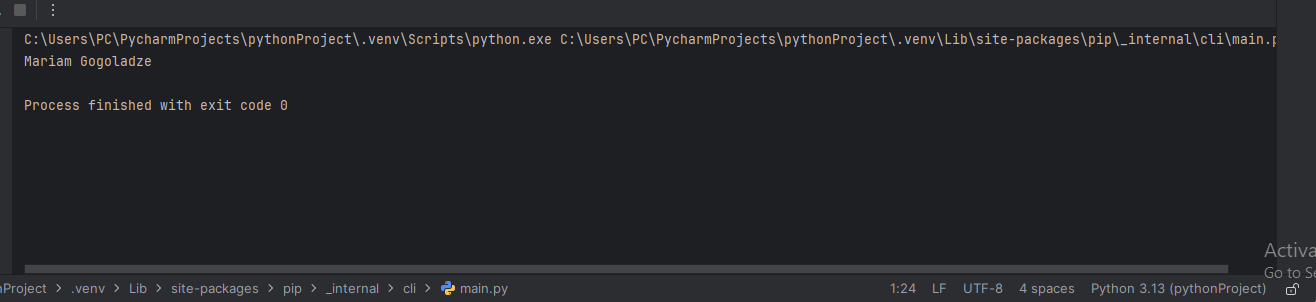 C:\Users\PC\PycharmProjects\pythonProject\.venv\Scripts\python.exe C:\Users\PC\PycharmProjects\pythonProject\.venv\Lib\site-packages\pip\_internal\cli\main.p
Mariam Gogoladze
Process finished with exit code 0
Activa
Go to Se
nProject > .venv > Lib > site-packages > pip > _internal > cli > main.py 1:24 LF UTF-8 4 spaces Python 3.13 (pythonProject)